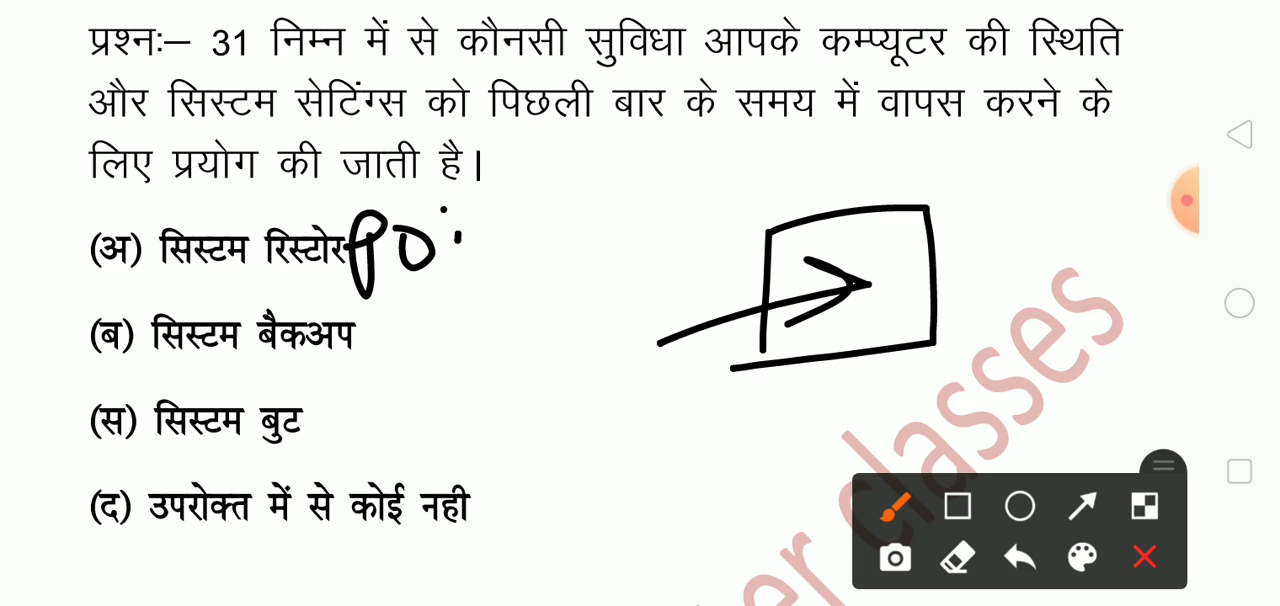 प्रश्नः– 31 निम्न में से कौनसी सुविधा आपके कम्प्यूटर की स्थिति
और सिस्टम सेटिंग्स को पिछली बार के समय में वापस करने के
लिए प्रयोग की जाती है।
(अ) सिस्टम रिस्टोर
(ब) सिस्टम बैकअप
(स) सिस्टम बुट
(द) उपरोक्त में से कोई नही
classes